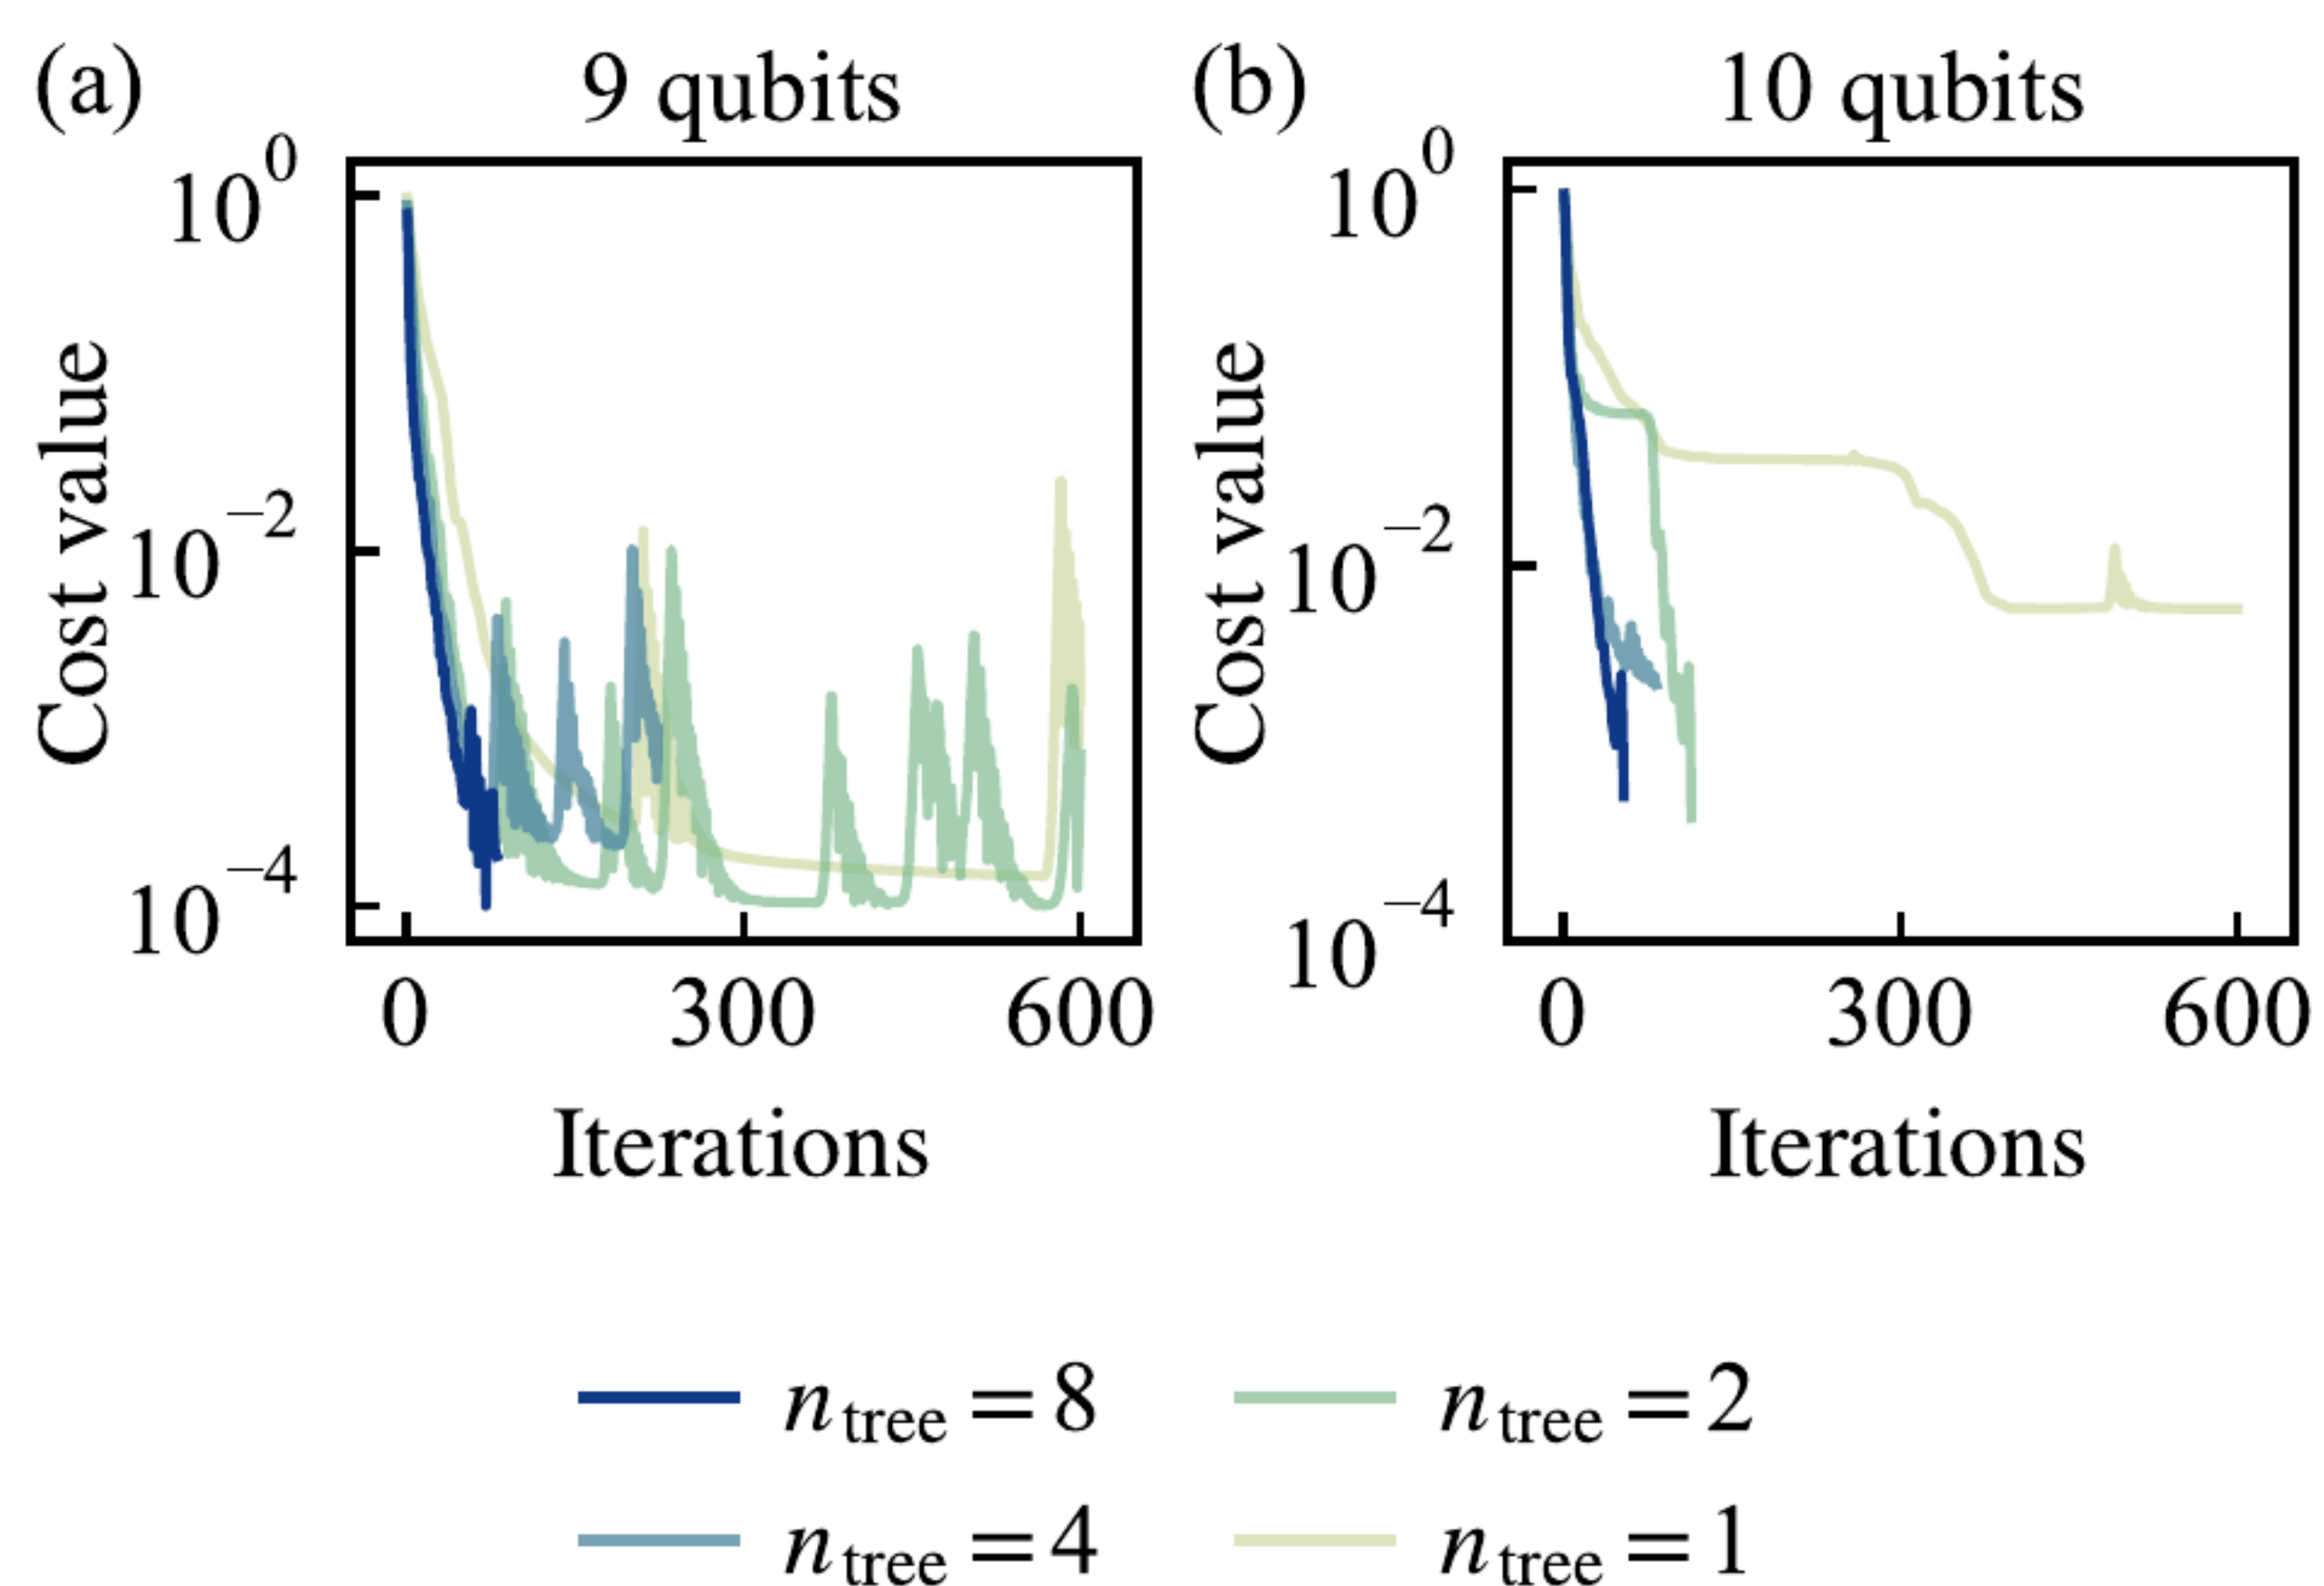 (a) 9 qubits
Cost value
10^0
10^−2
10^−4
0 300 600
Iterations
(b) 10 qubits
Cost value
10^0
10^−2
10^−4
0 300 600
Iterations
n_tree = 8
n_tree = 2
n_tree = 4
n_tree = 1